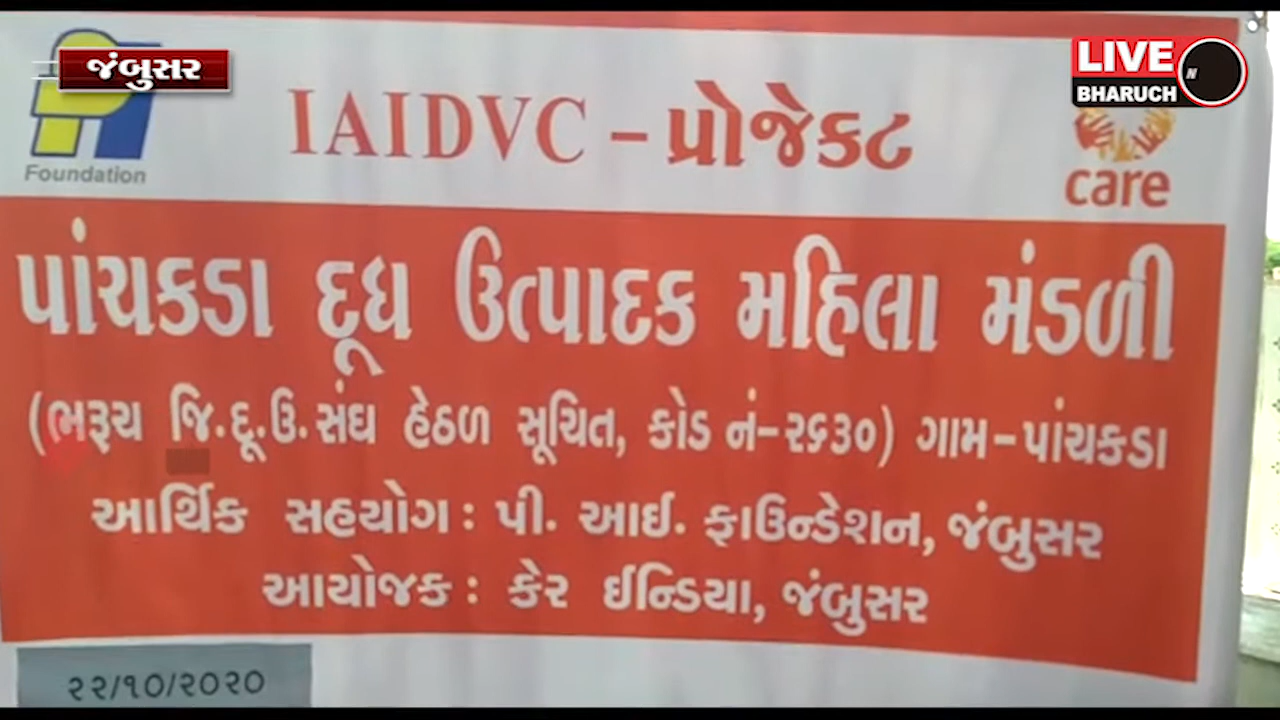 જંબુસર
LIVE
BHARUCH
N
Foundation
IAIDVC - પ્રોજેક્ટ
care
પાંચકડા દૂધ ઉત્પાદક મહિલા મંડળી
(ભરૂચ જિ.દૂ.ઉ.સંઘ હેઠળ સૂચિત, કોડ નં-૨૬૩૦) ગામ-પાંચકડા
આર્થિક સહયોગ : પી. આઈ. ફાઉન્ડેશન, જંબુસર
આયોજક : કેર ઈન્ડિયા, જંબુસર
૨૨/૧૦/૨૦૨૦